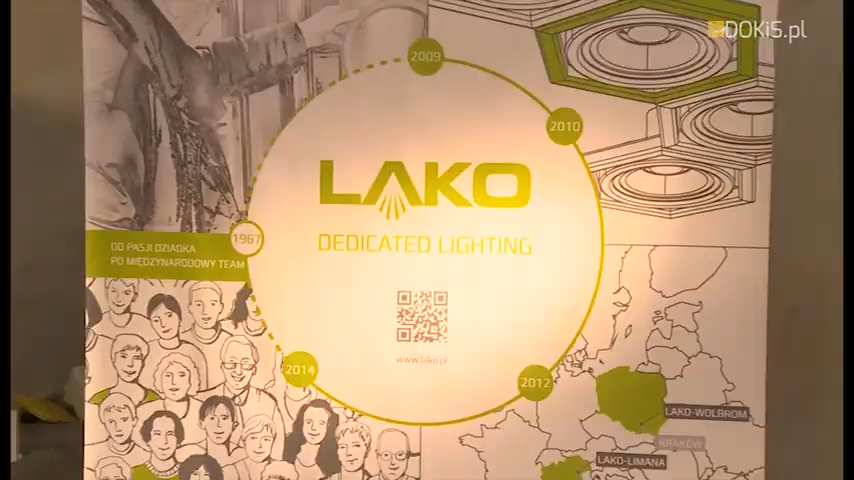 DOKiS.pl
2009
2010
LAKO
DEDICATED LIGHTING
1967
OD PASJI DZIADKA
PO MIĘDZYNARODOWY TEAM
www.lako.pl
2014
2012
LAKO-WOLBROM
KRAKÓW
LAKO-LIMANA